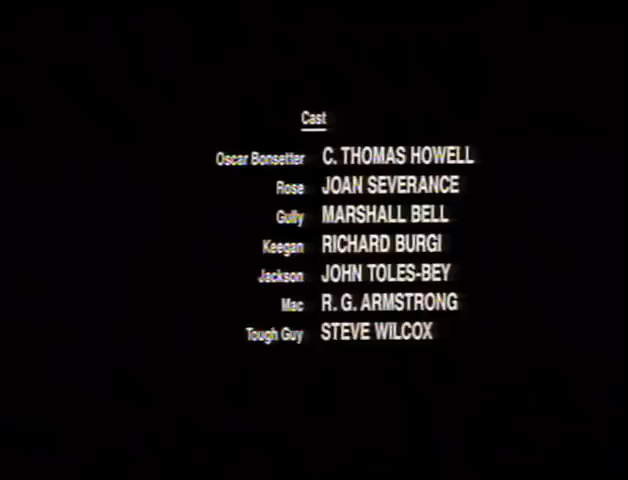 Cast
Oscar Bonsetter C. THOMAS HOWELL
Rose JOAN SEVERANCE
Gully MARSHALL BELL
Keegan RICHARD BURGI
Jackson JOHN TOLES-BEY
Mac R. G. ARMSTRONG
Tough Guy STEVE WILCOX